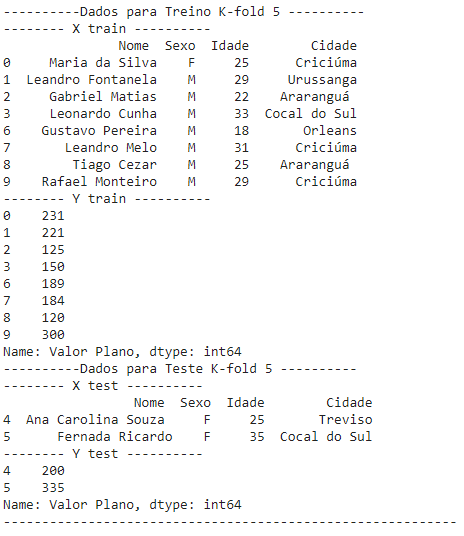 ----------Dados para Treino K-fold 5 ----------
-------- X train ----------
               Nome  Sexo  Idade        Cidade
0     Maria da Silva    F     25      Criciúma
1  Leandro Fontanela    M     29     Urussanga
2     Gabriel Matias    M     22    Araranguá
3     Leonardo Cunha    M     33  Cocal do Sul
6    Gustavo Pereira    M     18       Orleans
7       Leandro Melo    M     31      Criciúma
8        Tiago Cezar    M     25    Araranguá
9    Rafael Monteiro    M     29      Criciúma
-------- Y train ----------
0    231
1    221
2    125
3    150
6    189
7    184
8    120
9    300
Name: Valor Plano, dtype: int64
----------Dados para Teste K-fold 5 ----------
-------- X test ----------
                 Nome  Sexo  Idade        Cidade
4  Ana Carolina Souza    F     25       Treviso
5    Fernada Ricardo    F     35  Cocal do Sul
-------- Y test ----------
4    200
5    335
Name: Valor Plano, dtype: int64
-----------------------------------------------------------